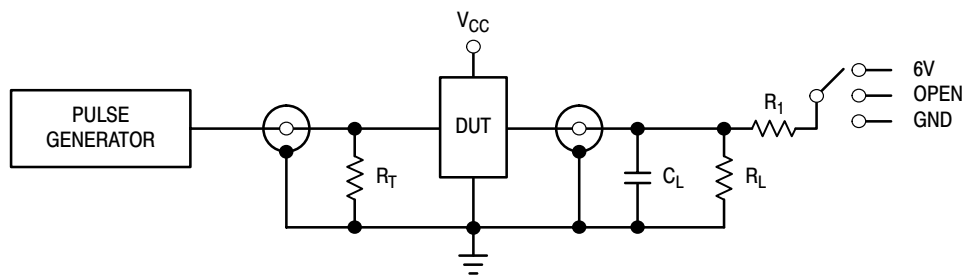 VCC
PULSE
GENERATOR
DUT
RT
CL
RL
R1
6V
OPEN
GND